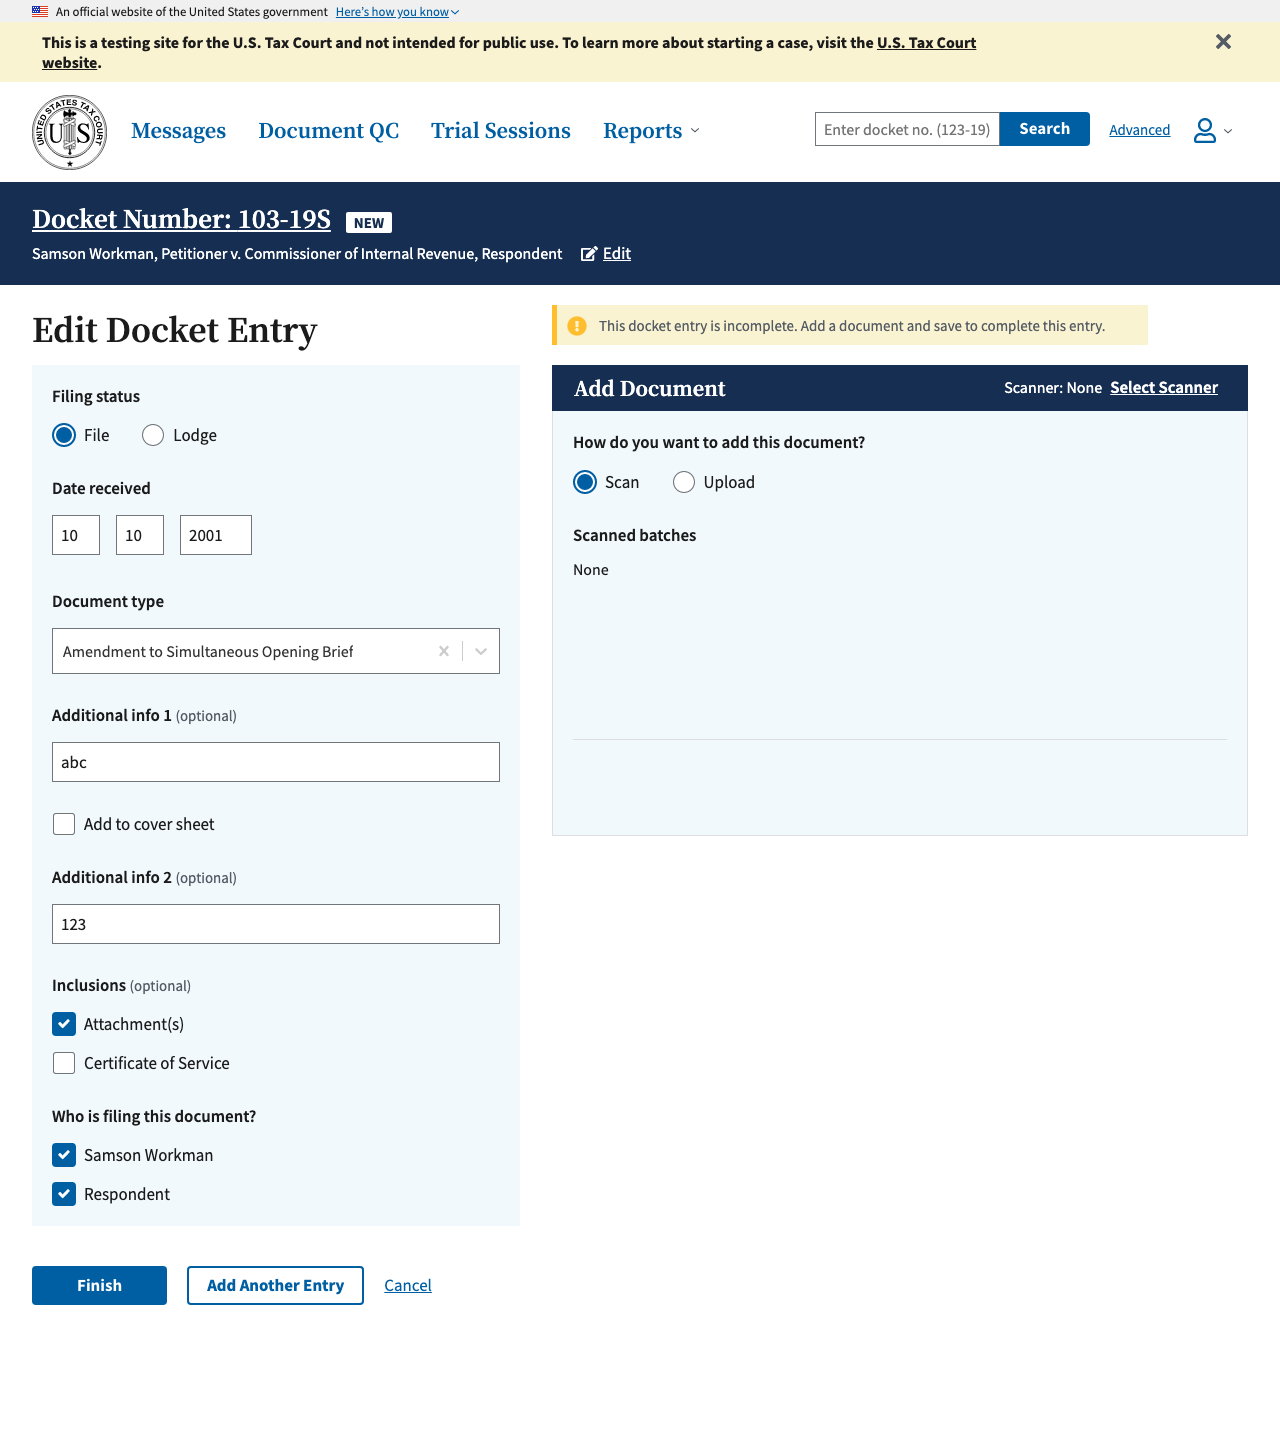 An official website of the United States government Here's how you know
This is a testing site for the U.S. Tax Court and not intended for public use. To learn more about starting a case, visit the U.S. Tax Court
website.
UNITED STATES TAX COURT
US
Messages Document QC Trial Sessions Reports
Enter docket no. (123-19) Search Advanced
Docket Number: 103-19S NEW
Samson Workman, Petitioner v. Commissioner of Internal Revenue, Respondent Edit
Edit Docket Entry
Filing status
File Lodge
Date received
10 10 2001
Document type
Amendment to Simultaneous Opening Brief
Additional info 1 (optional)
abc
Add to cover sheet
Additional info 2 (optional)
123
Inclusions (optional)
Attachment(s)
Certificate of Service
Who is filing this document?
Samson Workman
Respondent
Finish Add Another Entry Cancel
This docket entry is incomplete. Add a document and save to complete this entry.
Add Document Scanner: None Select Scanner
How do you want to add this document?
Scan Upload
Scanned batches
None